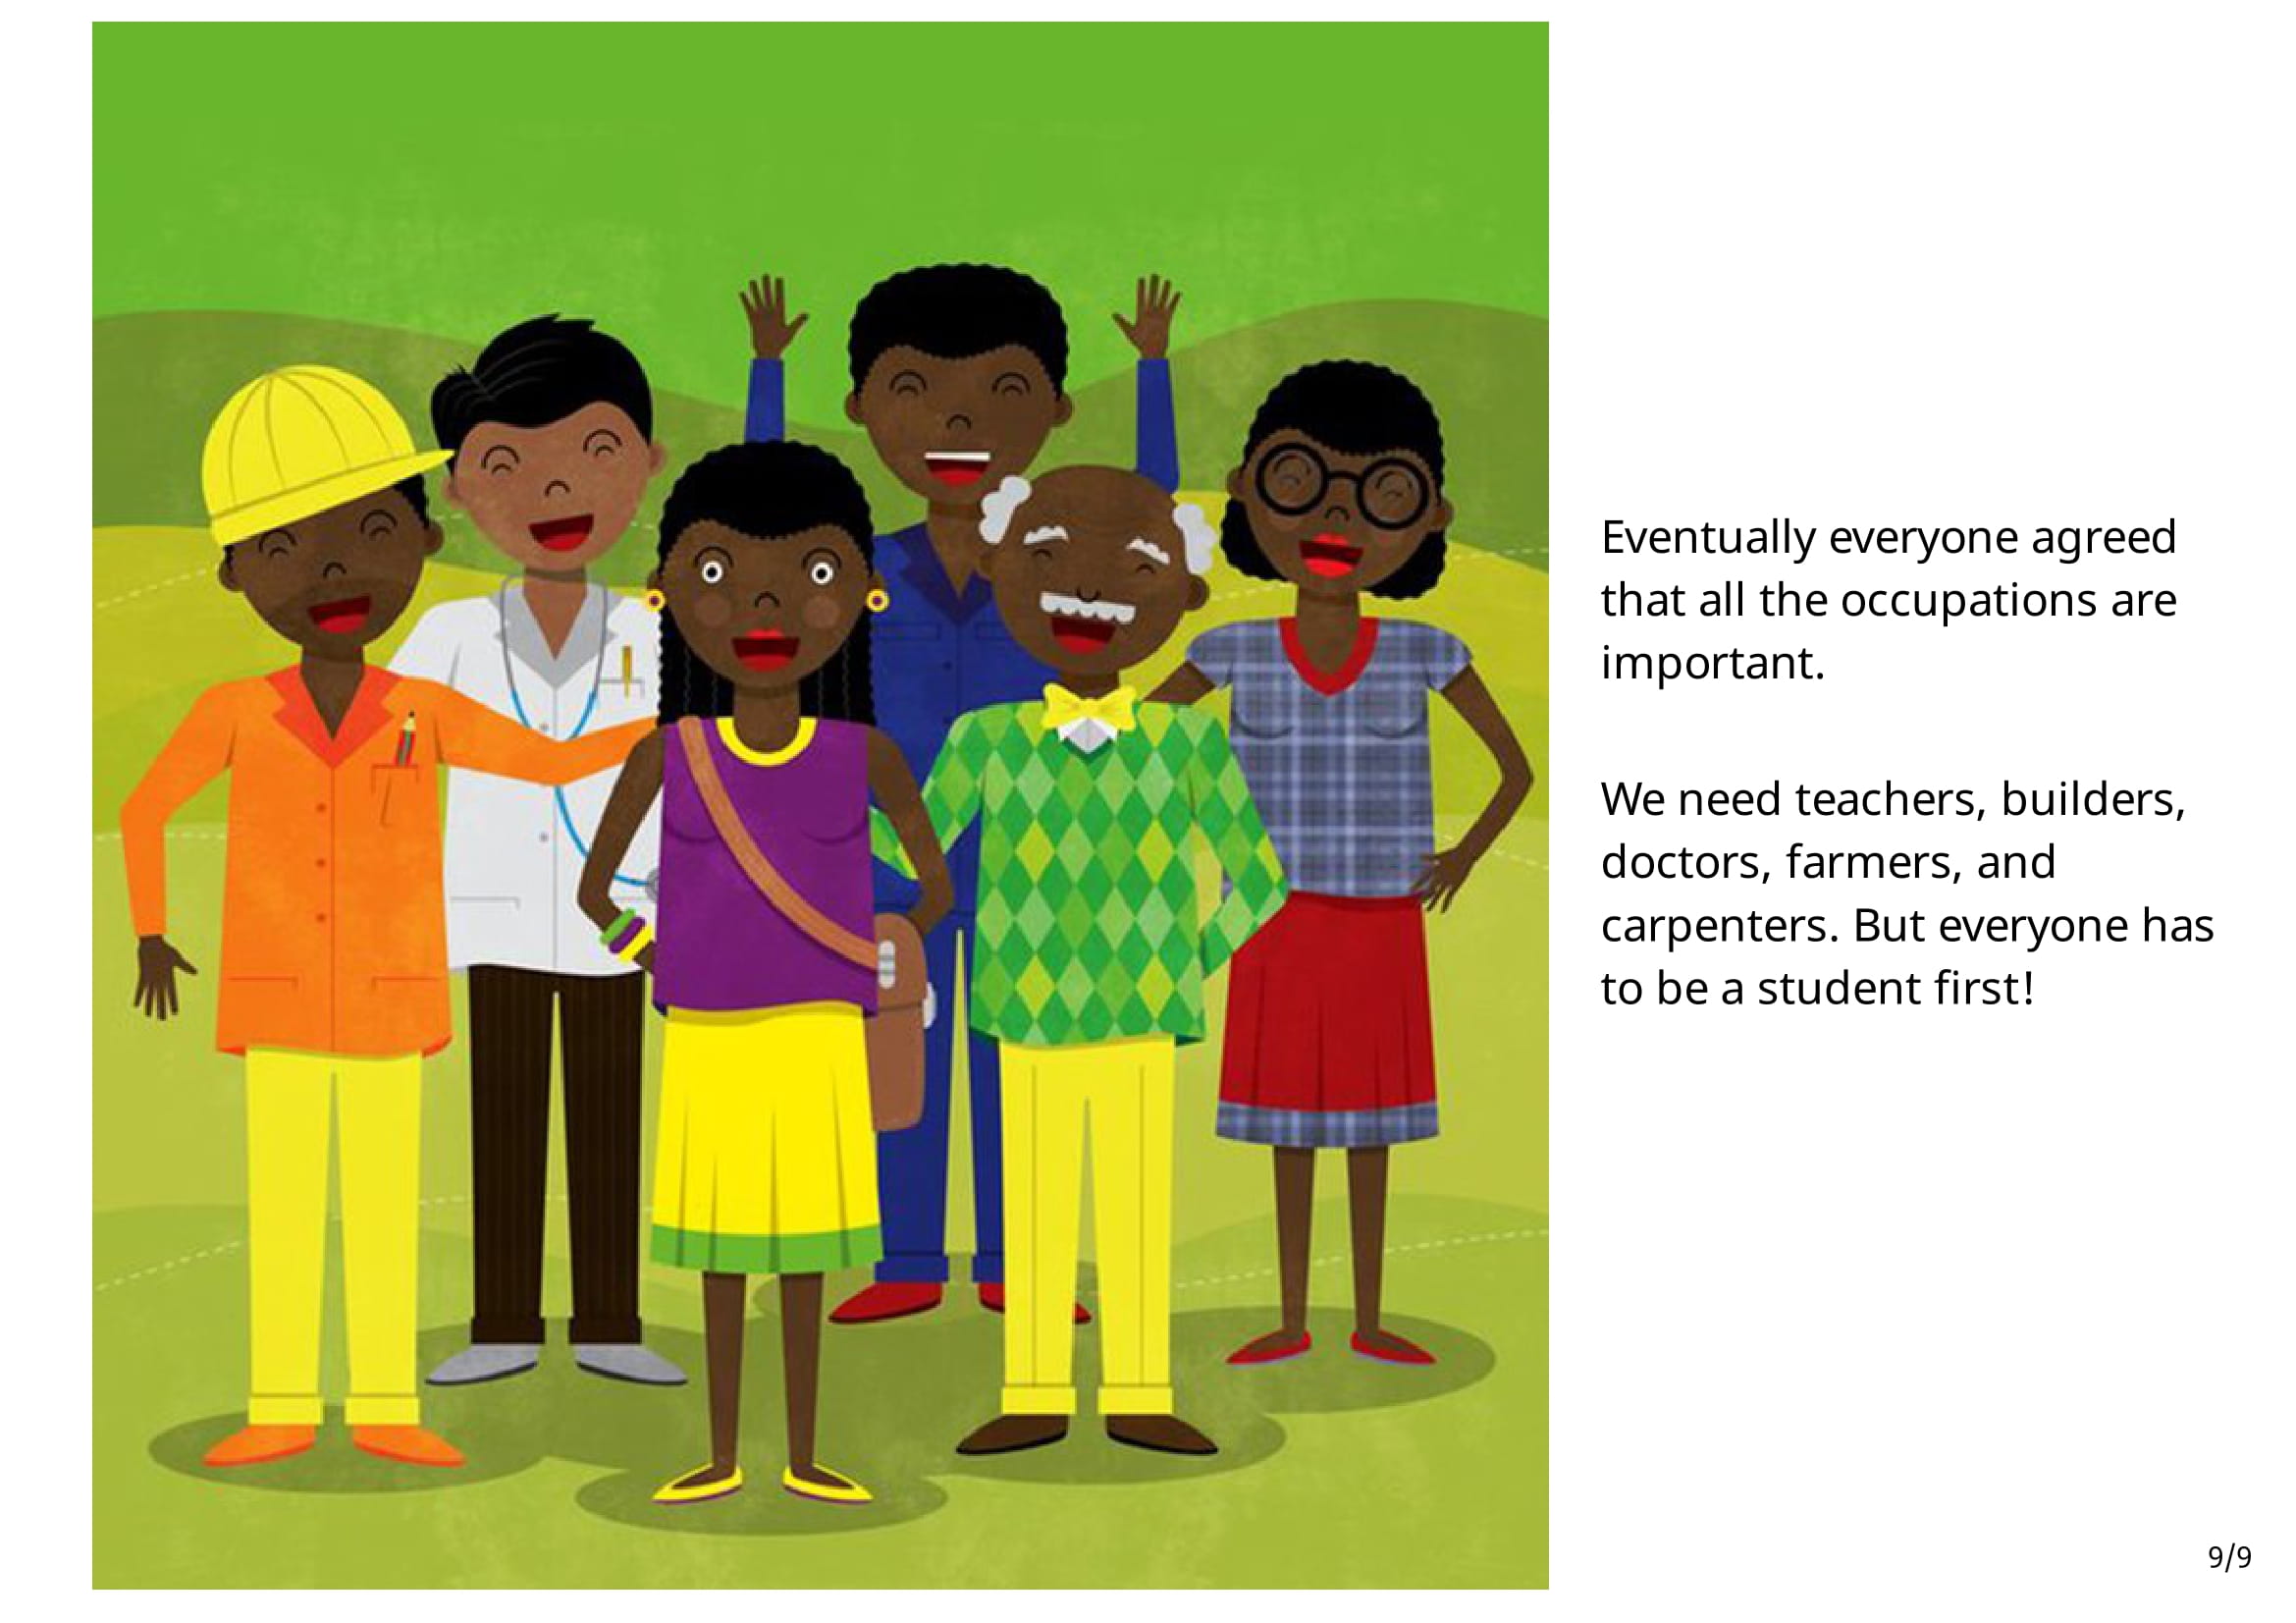 Eventually everyone agreed
that all the occupations are
important.
We need teachers, builders,
doctors, farmers, and
carpenters. But everyone has
to be a student first!
9/9